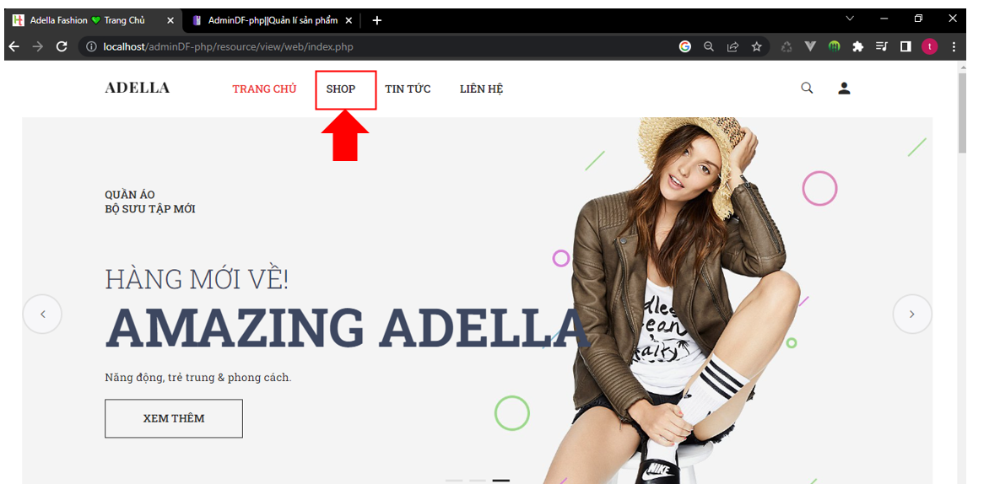 Adella Fashion 💚 Trang Chủ
AdminDF-php||Quản lí sản phẩm
localhost/adminDF-php/resource/view/web/index.php
t
ADELLA
TRANG CHỦ
SHOP
TIN TỨC
LIÊN HỆ
QUẦN ÁO
BỘ SƯU TẬP MỚI
HÀNG MỚI VỀ!
AMAZING ADELLA
Năng động, trẻ trung & phong cách.
XEM THÊM
NIKE